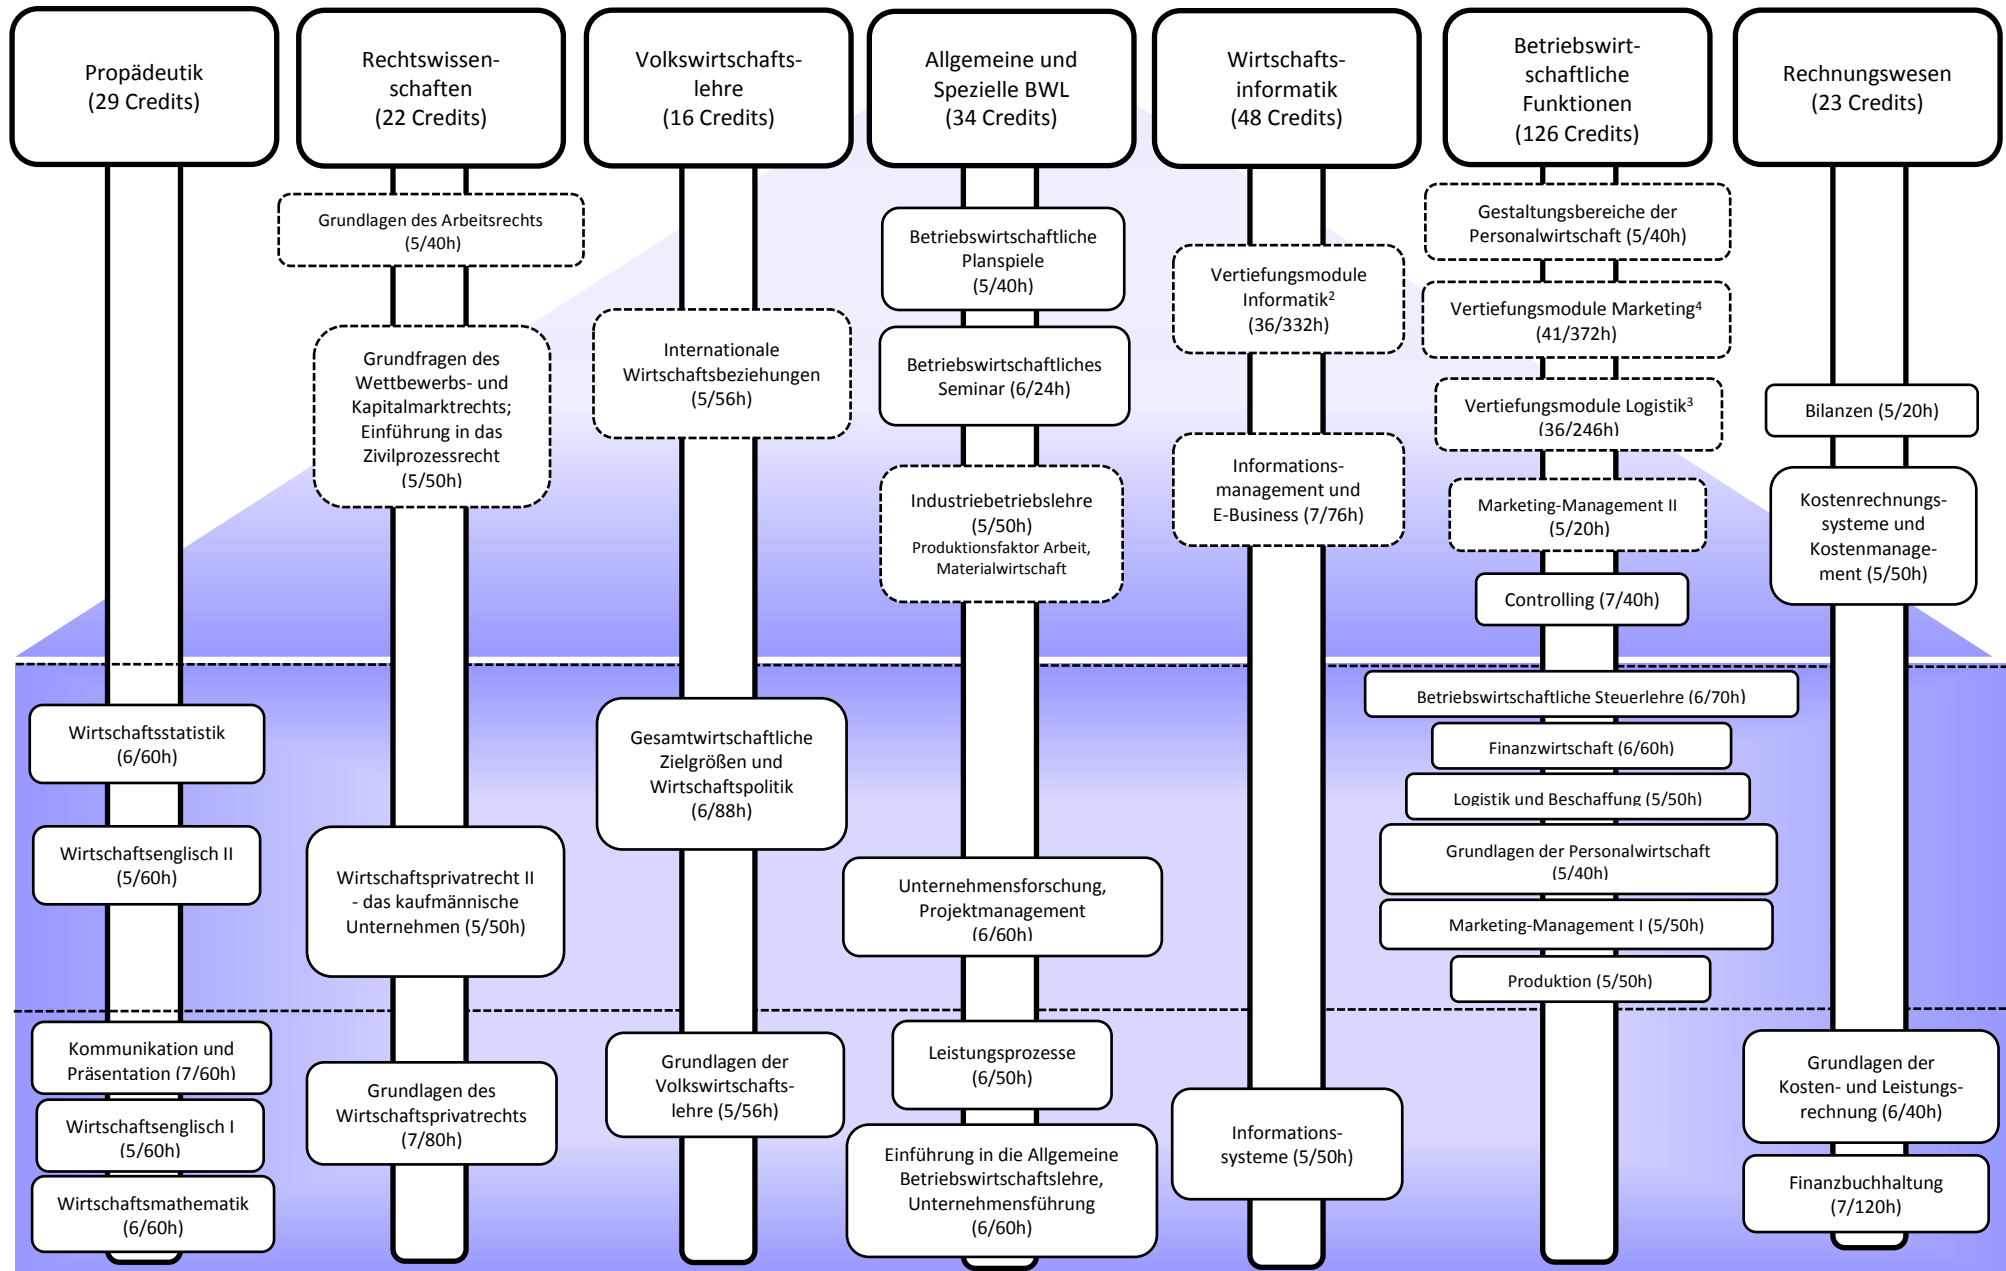 Propädeutik
(29 Credits)
Rechtswissen-
schaften
(22 Credits)
Volkswirtschafts-
lehre
(16 Credits)
Allgemeine und
Spezielle BWL
(34 Credits)
Wirtschafts-
informatik
(48 Credits)
Betriebswirt-
schaftliche
Funktionen
(126 Credits)
Rechnungswesen
(23 Credits)
Wirtschaftsstatistik
(6/60h)
Wirtschaftsenglisch II
(5/60h)
Kommunikation und
Präsentation (7/60h)
Wirtschaftsenglisch I
(5/60h)
Wirtschaftsmathematik
(6/60h)
Grundlagen des Arbeitsrechts
(5/40h)
Grundfragen des
Wettbewerbs- und
Kapitalmarktrechts;
Einführung in das
Zivilprozessrecht
(5/50h)
Wirtschaftsprivatrecht II
- das kaufmännische
Unternehmen (5/50h)
Grundlagen des
Wirtschaftsprivatrechts
(7/80h)
Internationale
Wirtschaftsbeziehungen
(5/56h)
Gesamtwirtschaftliche
Zielgrößen und
Wirtschaftspolitik
(6/88h)
Grundlagen der
Volkswirtschafts-
lehre (5/56h)
Betriebswirtschaftliche
Planspiele
(5/40h)
Betriebswirtschaftliches
Seminar (6/24h)
Industriebetriebslehre
(5/50h)
Produktionsfaktor Arbeit,
Materialwirtschaft
Unternehmensforschung,
Projektmanagement
(6/60h)
Leistungsprozesse
(6/50h)
Einführung in die Allgemeine
Betriebswirtschaftslehre,
Unternehmensführung
(6/60h)
Vertiefungsmodule
Informatik²
(36/332h)
Informations-
management und
E-Business (7/76h)
Informations-
systeme (5/50h)
Gestaltungsbereiche der
Personalwirtschaft (5/40h)
Vertiefungsmodule Marketing⁴
(41/372h)
Vertiefungsmodule Logistik³
(36/246h)
Marketing-Management II
(5/20h)
Controlling (7/40h)
Betriebswirtschaftliche Steuerlehre (6/70h)
Finanzwirtschaft (6/60h)
Logistik und Beschaffung (5/50h)
Grundlagen der Personalwirtschaft
(5/40h)
Marketing-Management I (5/50h)
Produktion (5/50h)
Bilanzen (5/20h)
Kostenrechnungs-
systeme und
Kostenmanage-
ment (5/50h)
Grundlagen der
Kosten- und Leistungs-
rechnung (6/40h)
Finanzbuchhaltung
(7/120h)